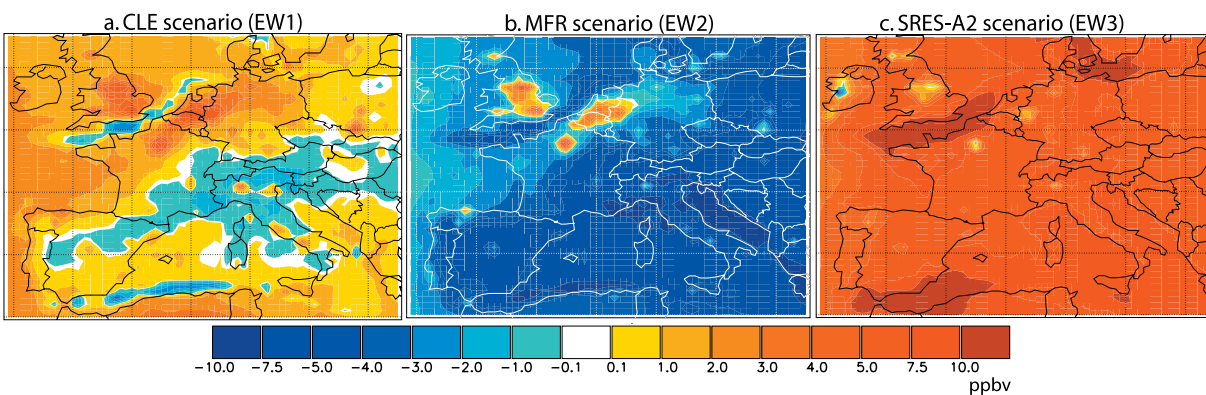 a. CLE scenario (EW1)
b. MFR scenario (EW2)
c. SRES-A2 scenario (EW3)
−10.0 −7.5 −5.0 −4.0 −3.0 −2.0 −1.0 −0.1 0.1 1.0 2.0 3.0 4.0 5.0 7.5 10.0
ppbv